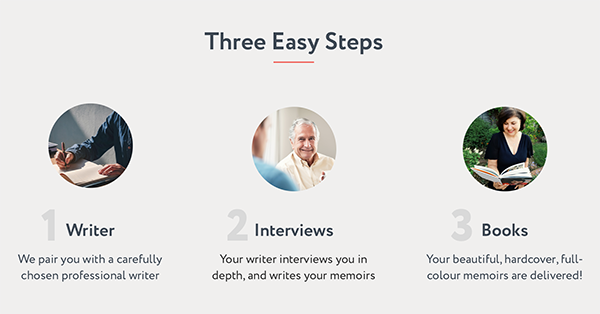 Three Easy Steps
1 Writer
We pair you with a carefully
chosen professional writer
2 Interviews
Your writer interviews you in
depth, and writes your memoirs
3 Books
Your beautiful, hardcover, full-
colour memoirs are delivered!